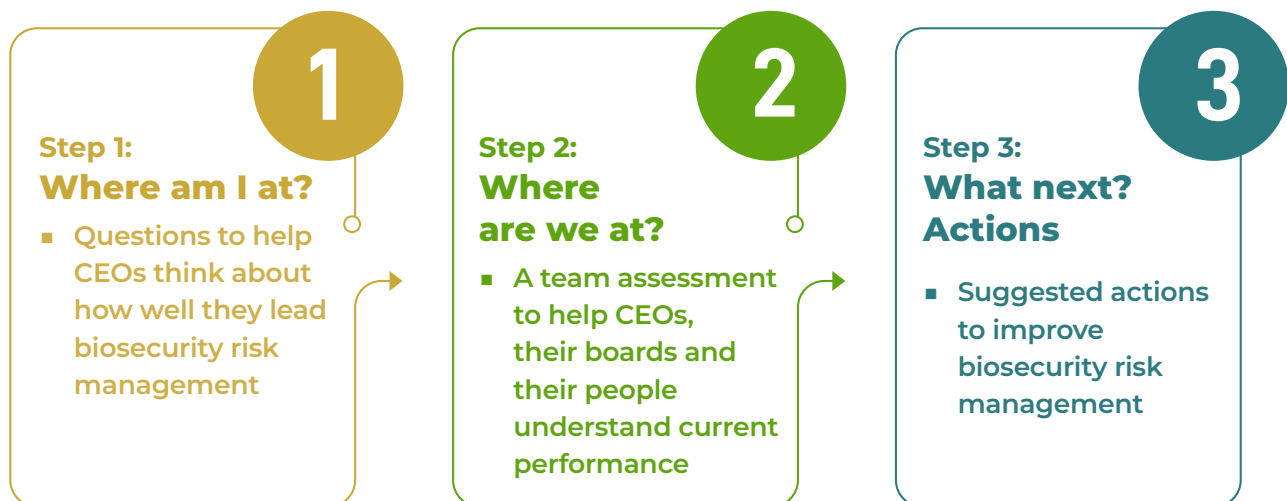 1
Step 1:
Where am I at?
▪ Questions to help
CEOs think about
how well they lead
biosecurity risk
management
2
Step 2:
Where
are we at?
▪ A team assessment
to help CEOs,
their boards and
their people
understand current
performance
3
Step 3:
What next?
Actions
▪ Suggested actions
to improve
biosecurity risk
management